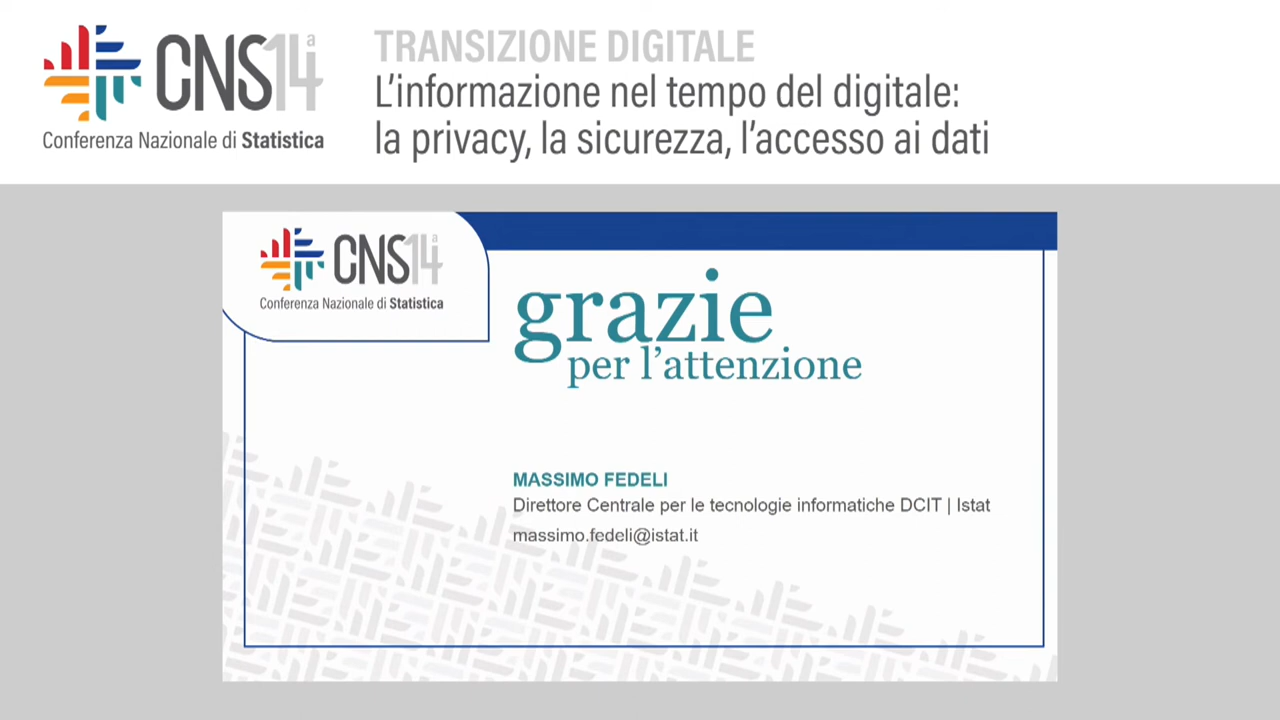 CNS14ª
Conferenza Nazionale di Statistica
TRANSIZIONE DIGITALE
L'informazione nel tempo del digitale:
la privacy, la sicurezza, l'accesso ai dati
CNS14ª
Conferenza Nazionale di Statistica
grazie
per l'attenzione
MASSIMO FEDELI
Direttore Centrale per le tecnologie informatiche DCIT | Istat
massimo.fedeli@istat.it